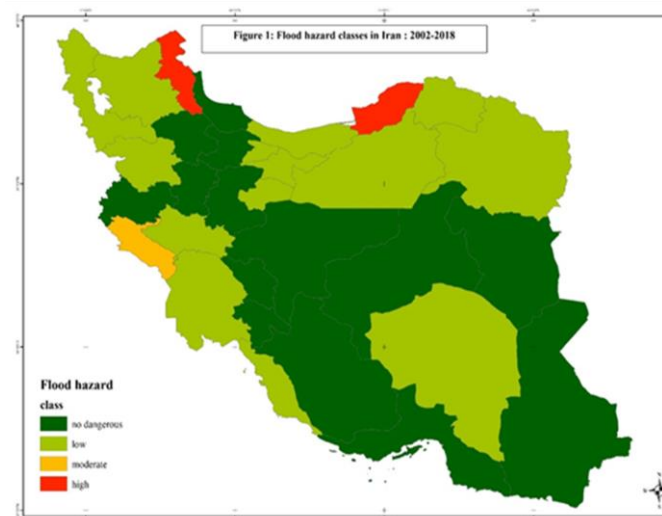 Figure 1: Flood hazard classes in Iran : 2002-2018
Flood hazard
class
no dangerous
low
moderate
high